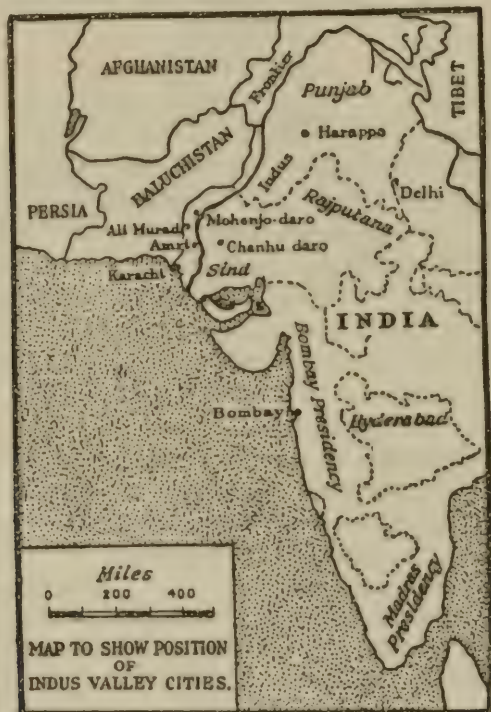 AFGHANISTAN
Frontier
Punjab
TIBET
Harappa
BALUCHISTAN
Indus
Delhi
PERSIA
Rajputana
Mohenjo-daro
Ali Murad
Amri
Chanhu daro
Karachi
Sind
INDIA
Bombay Presidency
Bombay
Hyderabad
Madras
Presidency
Miles
0 200 400
MAP TO SHOW POSITION
OF
INDUS VALLEY CITIES.